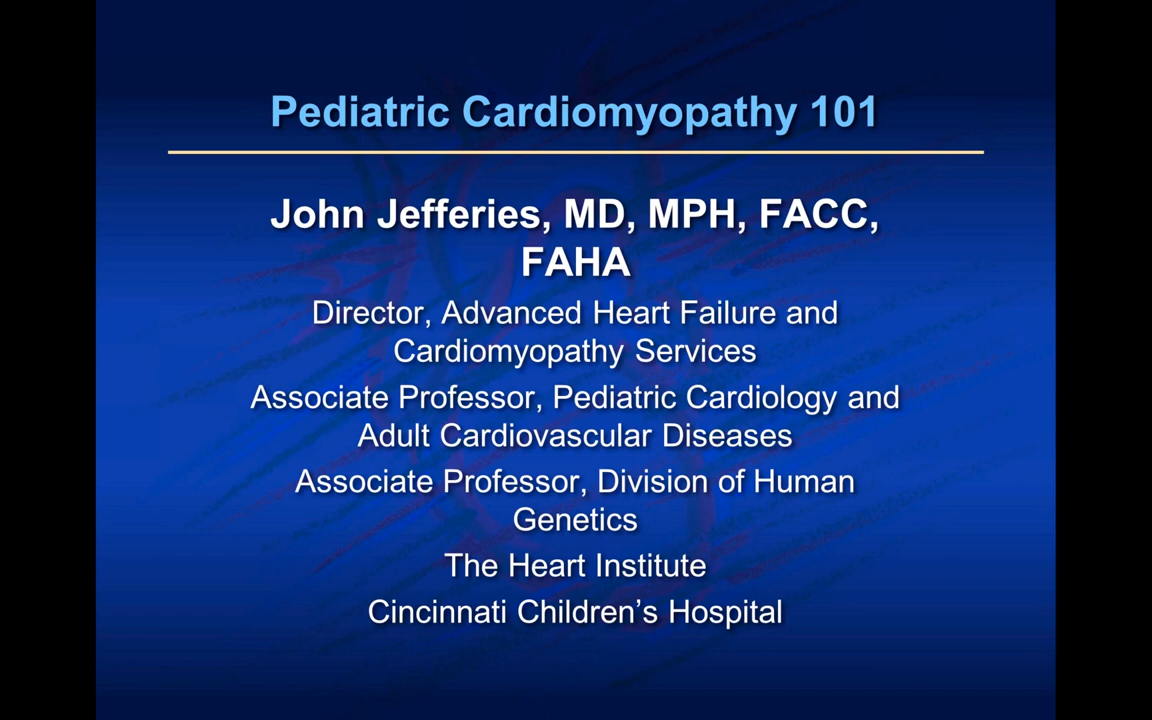 Pediatric Cardiomyopathy 101
John Jefferies, MD, MPH, FACC,
FAHA
Director, Advanced Heart Failure and
Cardiomyopathy Services
Associate Professor, Pediatric Cardiology and
Adult Cardiovascular Diseases
Associate Professor, Division of Human
Genetics
The Heart Institute
Cincinnati Children’s Hospital